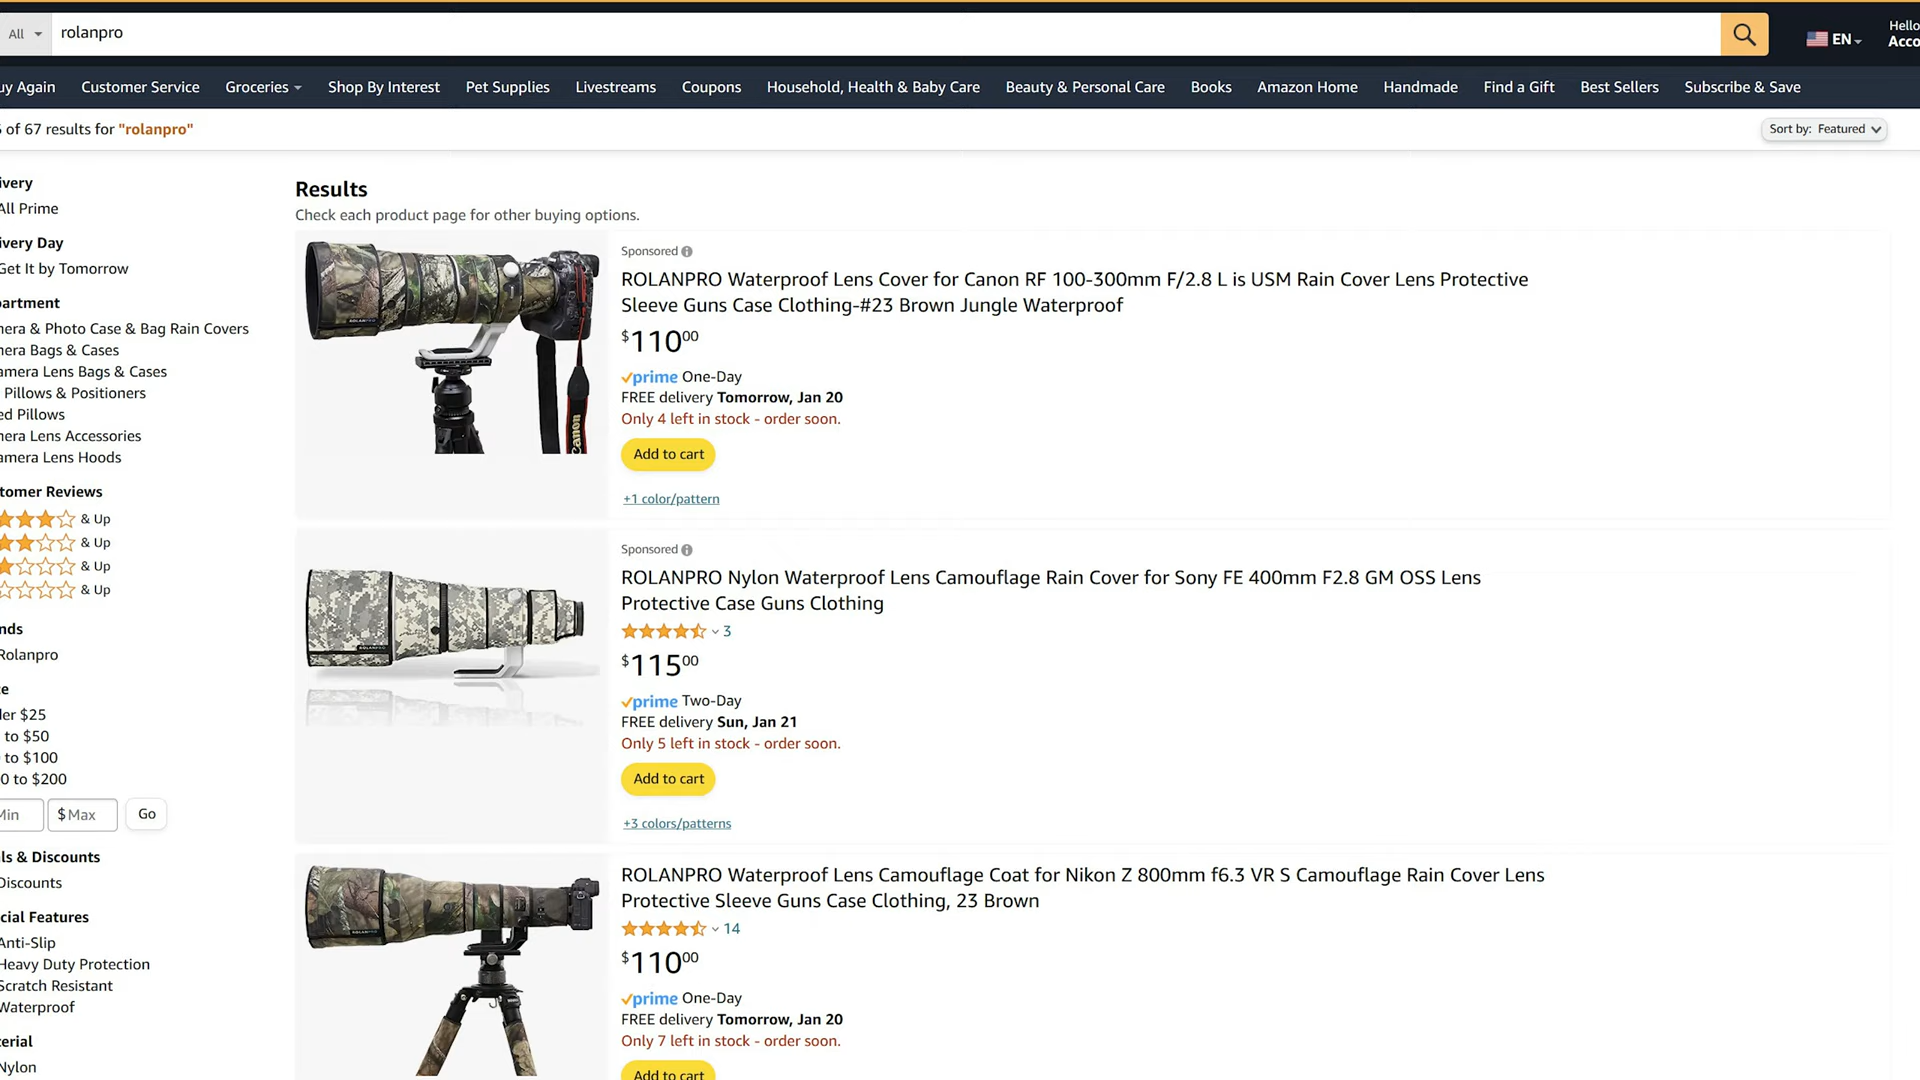 All
rolanpro
EN
Hello
Acco
uy Again Customer Service Groceries Shop By Interest Pet Supplies Livestreams Coupons Household, Health & Baby Care Beauty & Personal Care Books Amazon Home Handmade Find a Gift Best Sellers Subscribe & Save
of 67 results for "rolanpro"
Sort by: Featured
ivery
All Prime
ivery Day
Get It by Tomorrow
artment
nera & Photo Case & Bag Rain Covers
nera Bags & Cases
amera Lens Bags & Cases
Pillows & Positioners
ed Pillows
nera Lens Accessories
amera Lens Hoods
tomer Reviews
& Up
& Up
& Up
& Up
nds
Rolanpro
e
er $25
to $50
to $100
0 to $200
Min $ Max Go
ls & Discounts
Discounts
cial Features
Anti-Slip
Heavy Duty Protection
Scratch Resistant
Waterproof
erial
Nylon
Results
Check each product page for other buying options.
Sponsored
ROLANPRO Waterproof Lens Cover for Canon RF 100-300mm F/2.8 L is USM Rain Cover Lens Protective
Sleeve Guns Case Clothing-#23 Brown Jungle Waterproof
$110 00
prime One-Day
FREE delivery Tomorrow, Jan 20
Only 4 left in stock - order soon.
Add to cart
+1 color/pattern
Canon
Sponsored
ROLANPRO Nylon Waterproof Lens Camouflage Rain Cover for Sony FE 400mm F2.8 GM OSS Lens
Protective Case Guns Clothing
3
$115 00
prime Two-Day
FREE delivery Sun, Jan 21
Only 5 left in stock - order soon.
Add to cart
+3 colors/patterns
ROLANPRO
ROLANPRO Waterproof Lens Camouflage Coat for Nikon Z 800mm f6.3 VR S Camouflage Rain Cover Lens
Protective Sleeve Guns Case Clothing, 23 Brown
14
$110 00
prime One-Day
FREE delivery Tomorrow, Jan 20
Only 7 left in stock - order soon.
Add to cart
ROLANPRO